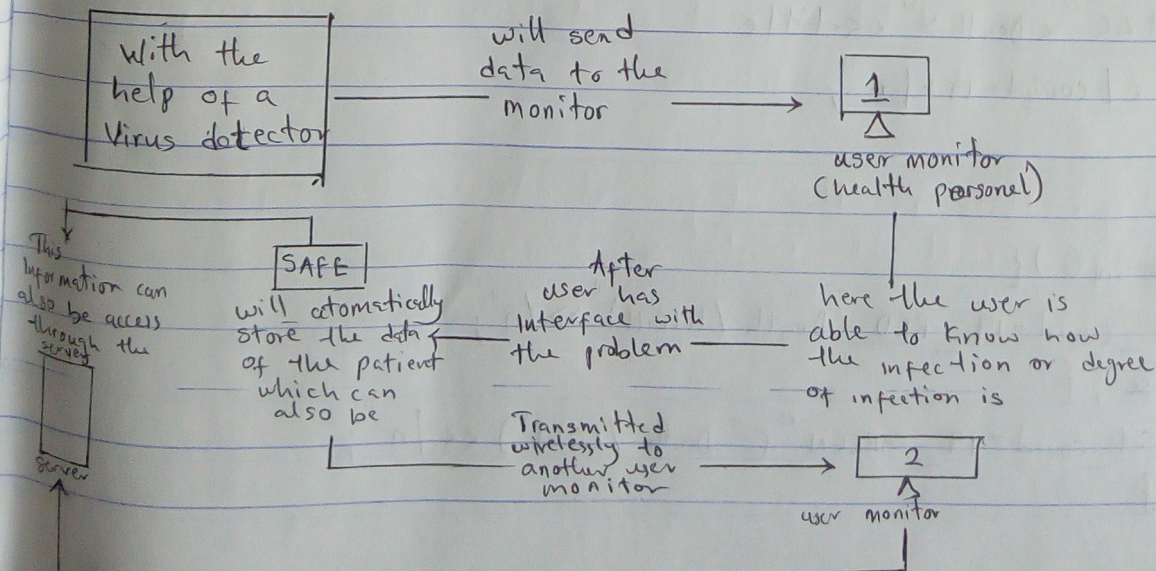 With the
help of a
Virus detector
will send
data to the
monitor
1
user monitor
(health personel)
here the user is
able to know how
the infection or degree
of infection is
After
user has
Interface with
the problem
SAFE
will atomatically
store the data
of the patient
which can
also be
Transmitted
wirelessly to
another user
monitor
2
user monitor
This
Information can
also be access
through the
server